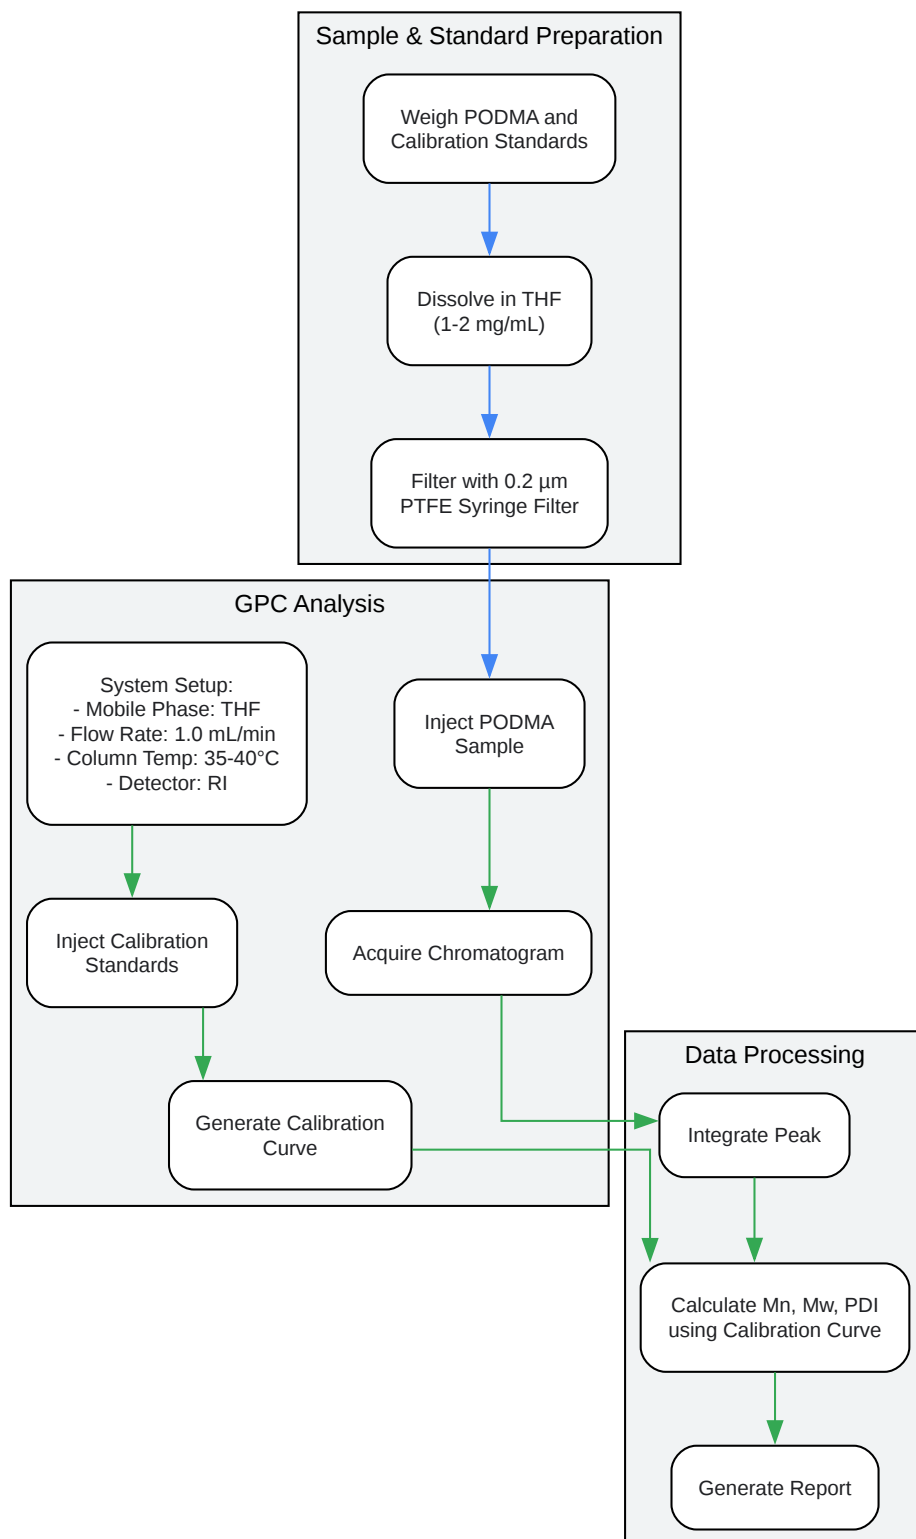 Sample & Standard Preparation
Weigh PODMA and
Calibration Standards
Dissolve in THF
(1-2 mg/mL)
Filter with 0.2 µm
PTFE Syringe Filter
GPC Analysis
System Setup:
- Mobile Phase: THF
- Flow Rate: 1.0 mL/min
- Column Temp: 35-40°C
- Detector: RI
Inject PODMA
Sample
Inject Calibration
Standards
Acquire Chromatogram
Generate Calibration
Curve
Data Processing
Integrate Peak
Calculate Mn, Mw, PDI
using Calibration Curve
Generate Report